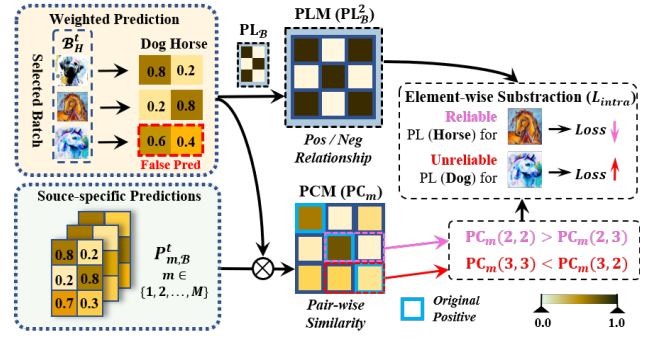 Weighted Prediction
Selected Batch
𝓑ₕᵗ
Dog Horse
0.8 0.2
0.2 0.8
0.6 0.4
False Pred
PL_𝓑
PLM (PL²_𝓑)
Pos / Neg
Relationship
Element-wise Substraction (L_intra)
Reliable
PL (Horse) for
Loss ↓
Unreliable
PL (Dog) for
Loss ↑
Souce-specific Predictions
0.8 0.2
0.2 0.8
0.7 0.3
Pᵗ_{m,𝓑}
m ∈
{1, 2, ..., M}
PCM (PC_m)
Pair-wise
Similarity
Original
Positive
PC_m(2, 2) > PC_m(2, 3)
PC_m(3, 3) < PC_m(3, 2)
0.0 1.0